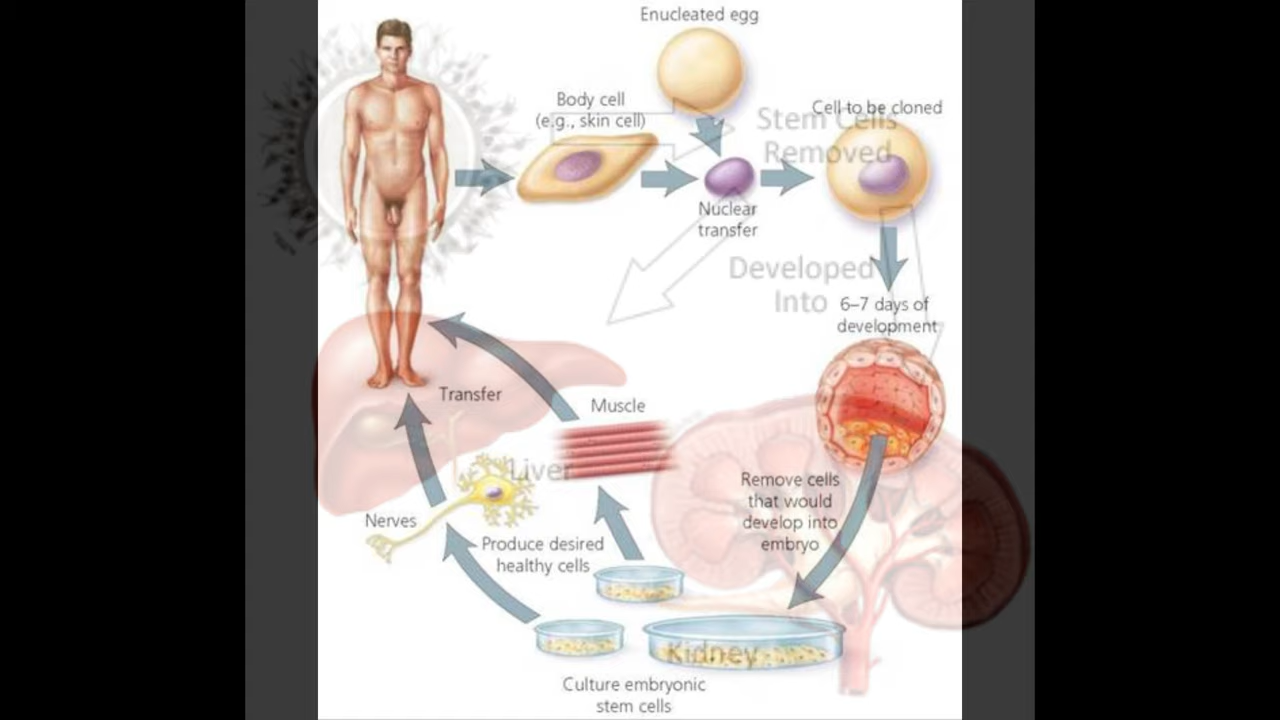 Enucleated egg
Body cell
(e.g., skin cell)
Cell to be cloned
Stem Cells
Removed
Nuclear
transfer
Developed
Into
6–7 days of
development
Transfer
Muscle
Liver
Remove cells
that would
develop into
embryo
Nerves
Produce desired
healthy cells
Kidney
Culture embryonic
stem cells